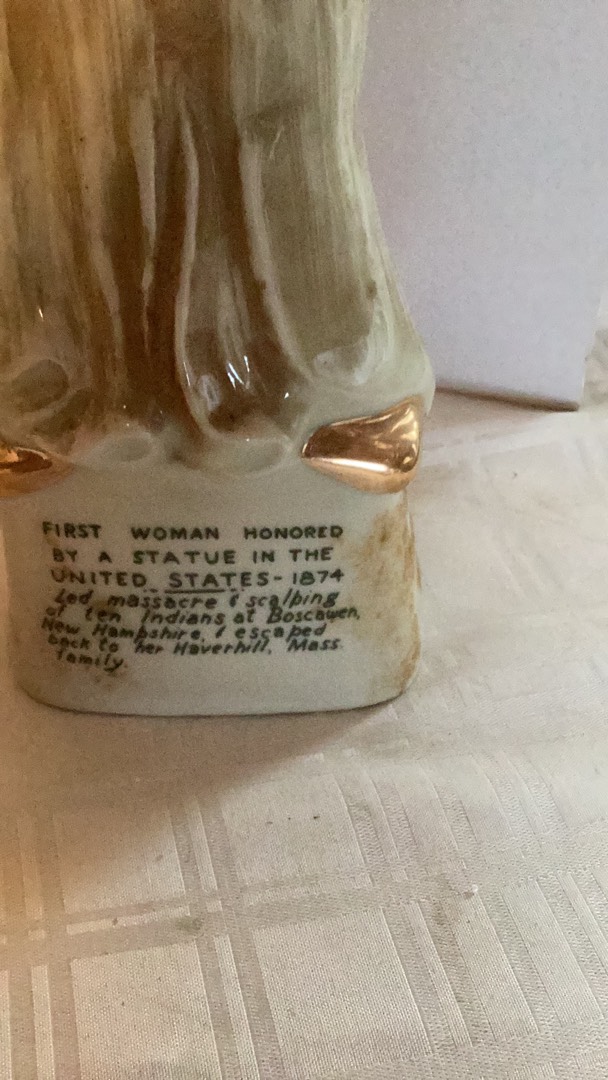 FIRST WOMAN HONORED
BY A STATUE IN THE
UNITED STATES - 1874
Led massacre & scalping
of ten Indians at Boscawen,
New Hampshire, & escaped
back to her Haverhill, Mass.
family.